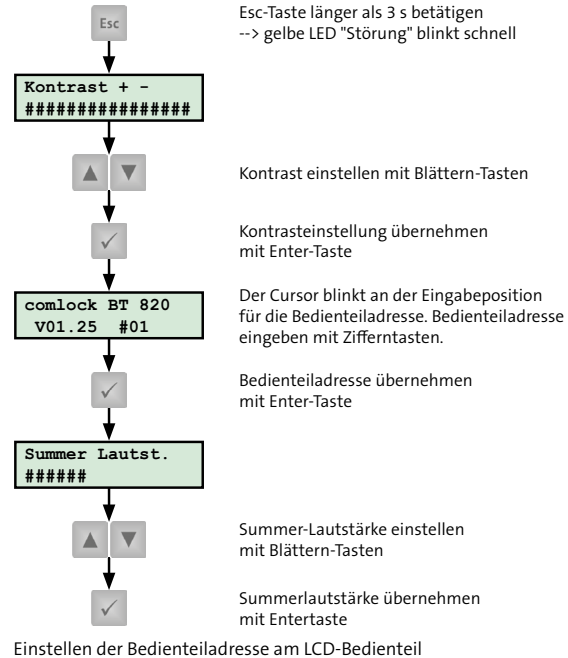 Esc
Esc-Taste länger als 3 s betätigen
--> gelbe LED "Störung" blinkt schnell
Kontrast + -
################
Kontrast einstellen mit Blättern-Tasten
Kontrasteinstellung übernehmen
mit Enter-Taste
comlock BT 820
V01.25 #01
Der Cursor blinkt an der Eingabeposition
für die Bedienteiladresse. Bedienteiladresse
eingeben mit Zifferntasten.
Bedienteiladresse übernehmen
mit Enter-Taste
Summer Lautst.
######
Summer-Lautstärke einstellen
mit Blättern-Tasten
Summerlautstärke übernehmen
mit Entertaste
Einstellen der Bedienteiladresse am LCD-Bedienteil